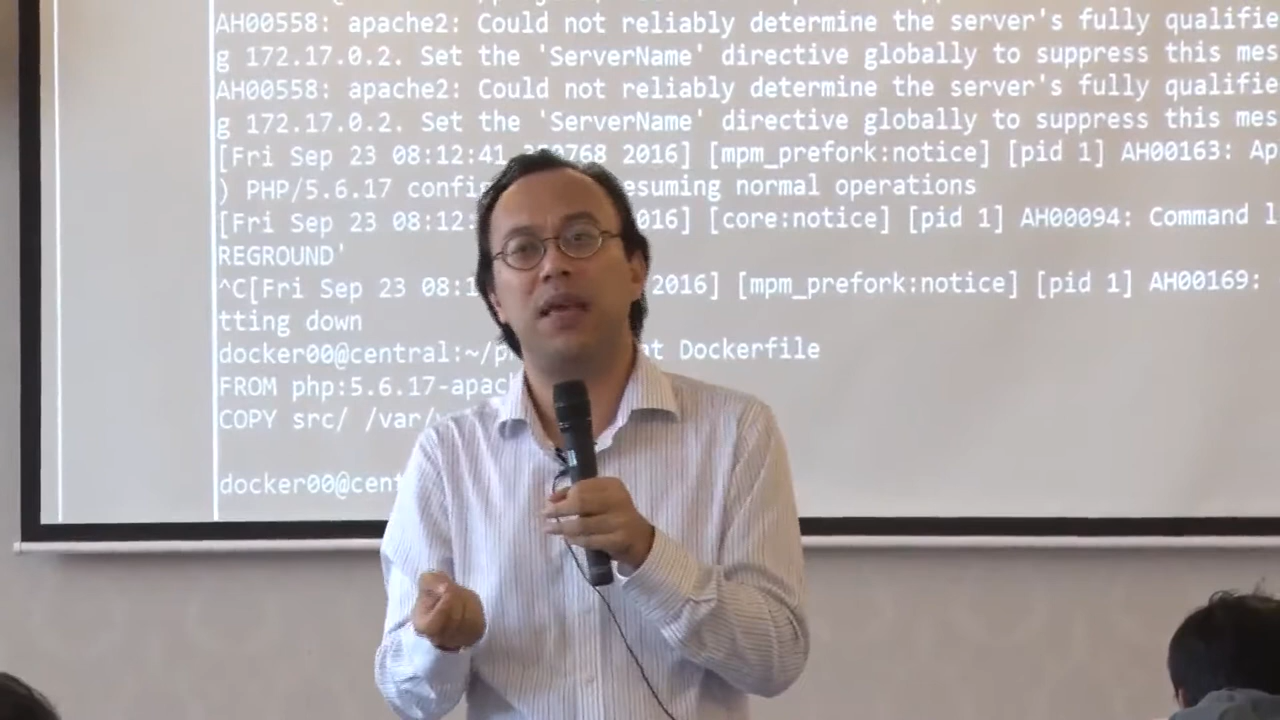 AH00558: apache2: Could not reliably determine the server's fully qualifie
g 172.17.0.2. Set the 'ServerName' directive globally to suppress this mes
AH00558: apache2: Could not reliably determine the server's fully qualifie
g 172.17.0.2. Set the 'ServerName' directive globally to suppress this mes
[Fri Sep 23 08:12:41 0768 2016] [mpm_prefork:notice] [pid 1] AH00163: Ap
) PHP/5.6.17 config esuming normal operations
[Fri Sep 23 08:12: 016] [core:notice] [pid 1] AH00094: Command l
REGROUND'
^C[Fri Sep 23 08:1 2016] [mpm_prefork:notice] [pid 1] AH00169:
tting down
docker00@central:~/p at Dockerfile
FROM php:5.6.17-apac
COPY src/ /var/
docker00@cent